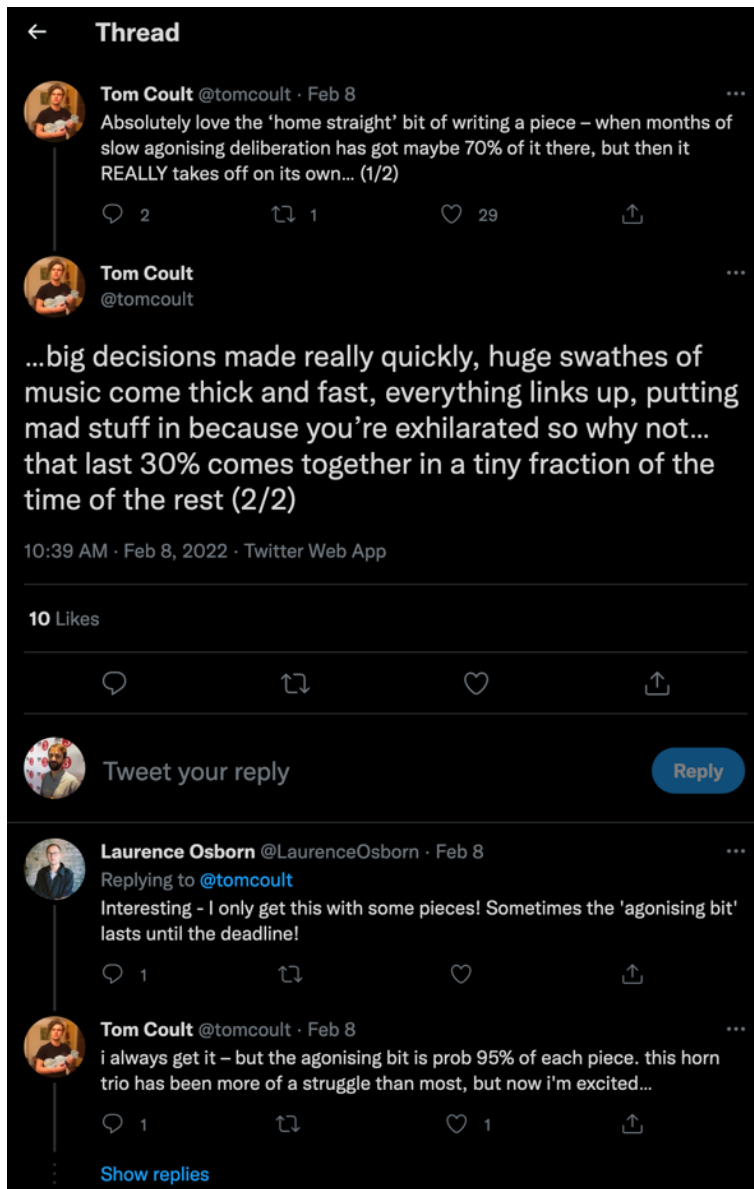 Thread
Tom Coult @tomcoult · Feb 8
Absolutely love the ‘home straight’ bit of writing a piece – when months of
slow agonising deliberation has got maybe 70% of it there, but then it
REALLY takes off on its own... (1/2)
2 1 29
Tom Coult
@tomcoult
...big decisions made really quickly, huge swathes of
music come thick and fast, everything links up, putting
mad stuff in because you’re exhilarated so why not...
that last 30% comes together in a tiny fraction of the
time of the rest (2/2)
10:39 AM · Feb 8, 2022 · Twitter Web App
10 Likes
Tweet your reply
Reply
Laurence Osborn @LaurenceOsborn · Feb 8
Replying to @tomcoult
Interesting - I only get this with some pieces! Sometimes the 'agonising bit'
lasts until the deadline!
1
Tom Coult @tomcoult · Feb 8
i always get it – but the agonising bit is prob 95% of each piece. this horn
trio has been more of a struggle than most, but now i'm excited...
1 1
Show replies